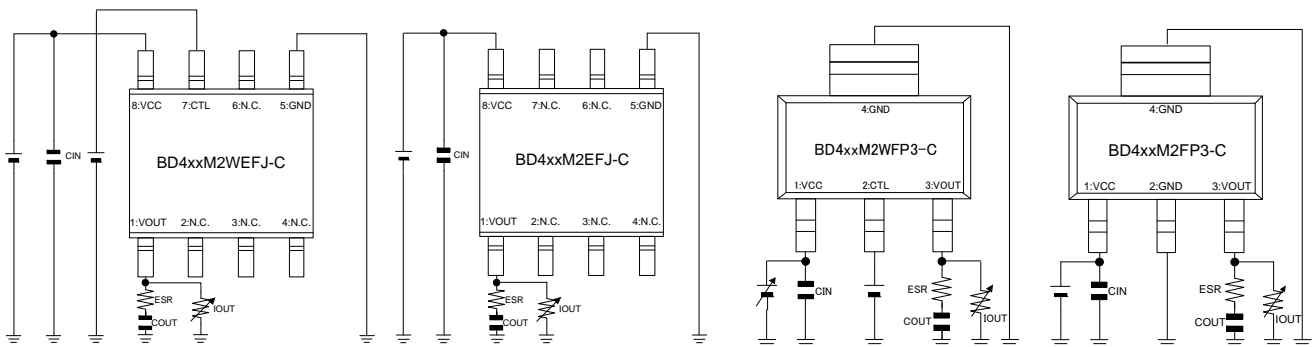 8:VCC 7:CTL 6:N.C. 5:GND
BD4xxM2WEFJ-C
1:VOUT 2:N.C. 3:N.C. 4:N.C.
CIN
ESR
COUT
IOUT
8:VCC 7:N.C. 6:N.C. 5:GND
BD4xxM2EFJ-C
1:VOUT 2:N.C. 3:N.C. 4:N.C.
CIN
ESR
COUT
IOUT
4:GND
BD4xxM2WFP3-C
1:VCC 2:CTL 3:VOUT
CIN
ESR
COUT
IOUT
4:GND
BD4xxM2FP3-C
1:VCC 2:GND 3:VOUT
CIN
ESR
COUT
IOUT